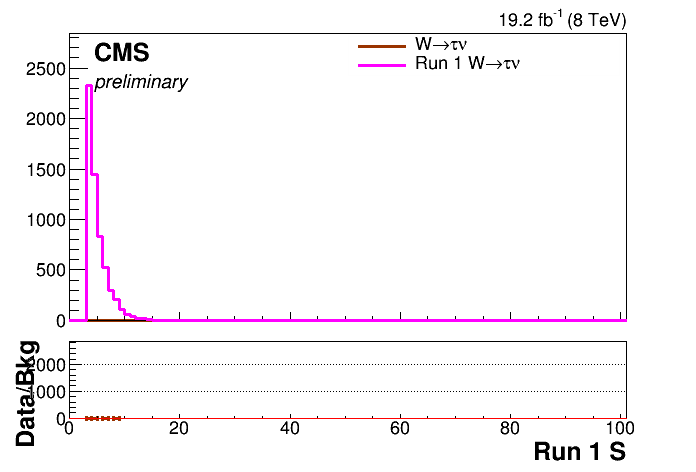 19.2 fb-1 (8 TeV)
CMS
preliminary
W→τν
Run 1 W→τν
2500
2000
1500
1000
500
0
Data/Bkg
2000
1000
0
0 20 40 60 80 100
Run 1 S